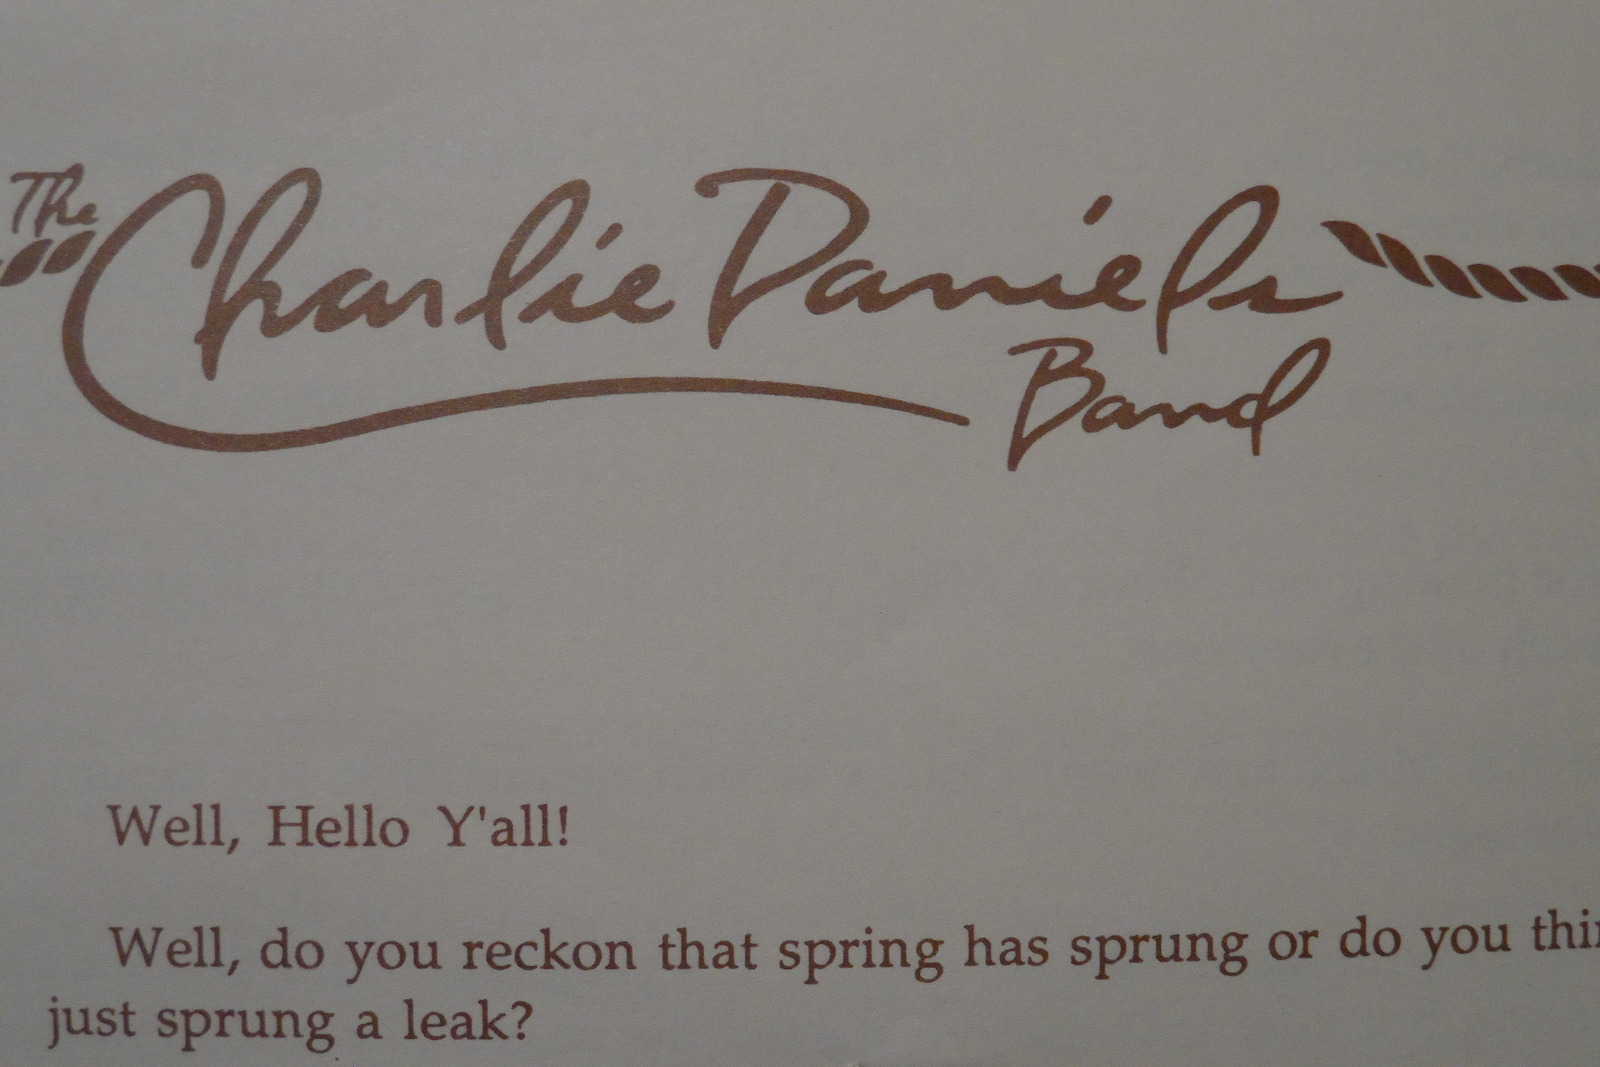 The Charlie Daniels
Band
Well, Hello Y'all!
Well, do you reckon that spring has sprung or do you
just sprung a leak?